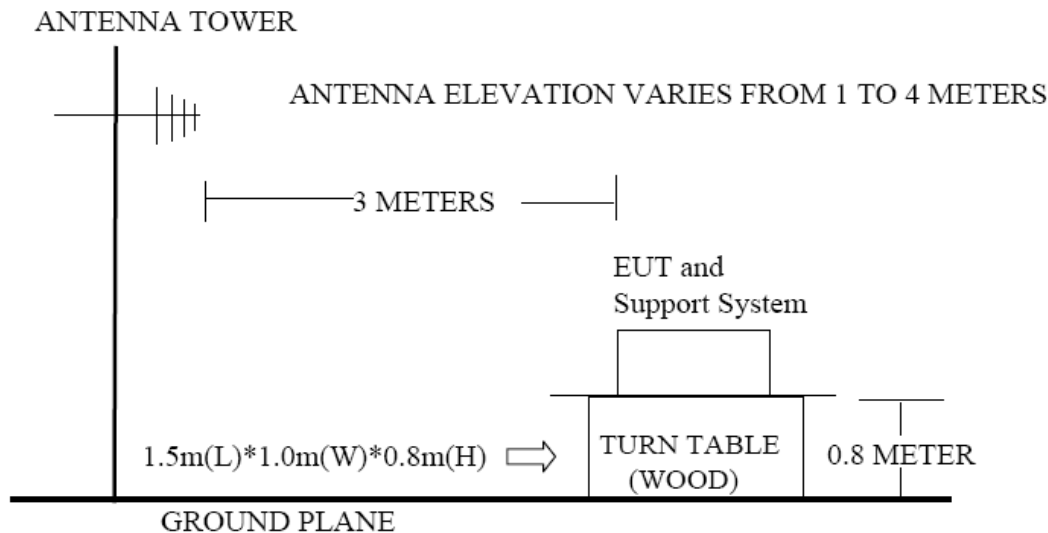 ANTENNA TOWER
ANTENNA ELEVATION VARIES FROM 1 TO 4 METERS
3 METERS
EUT and
Support System
1.5m(L)*1.0m(W)*0.8m(H)
TURN TABLE
(WOOD)
0.8 METER
GROUND PLANE